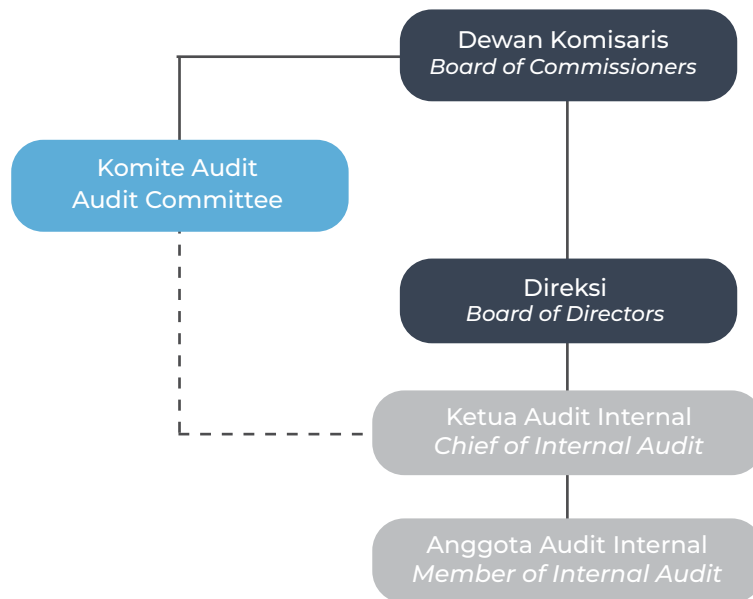 Dewan Komisaris
Board of Commissioners
Komite Audit
Audit Committee
Direksi
Board of Directors
Ketua Audit Internal
Chief of Internal Audit
Anggota Audit Internal
Member of Internal Audit